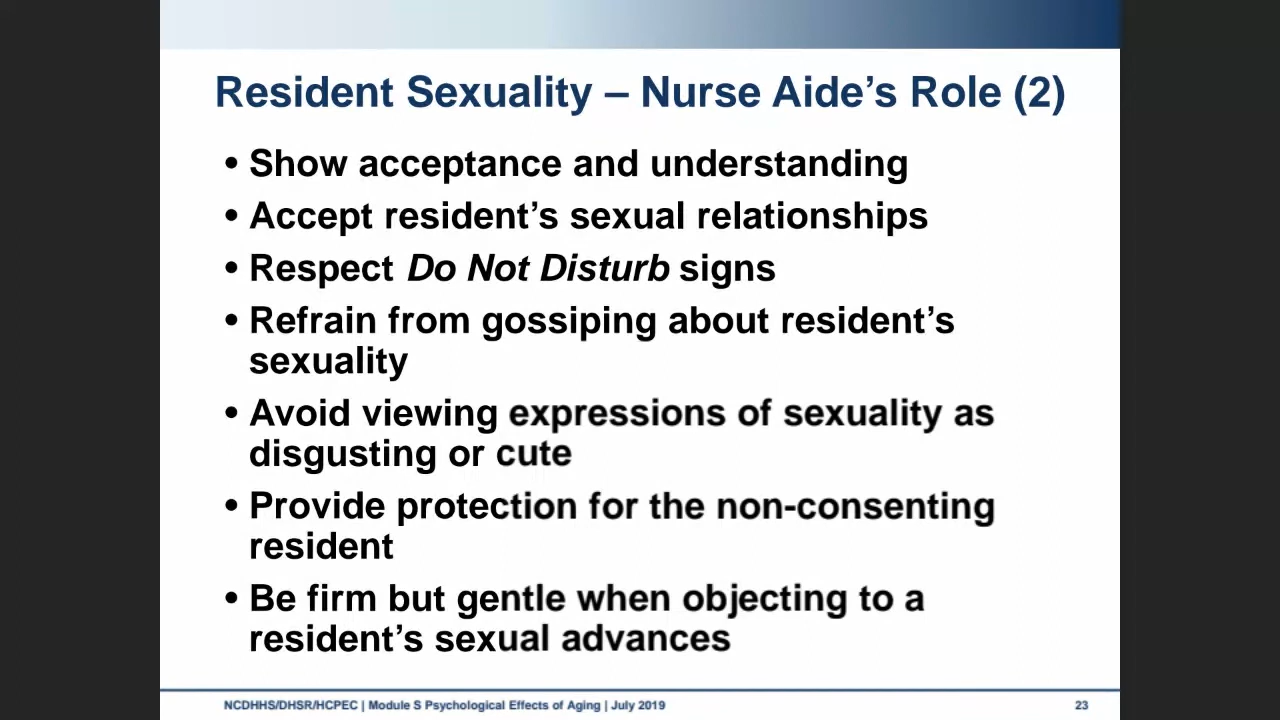 Resident Sexuality – Nurse Aide’s Role (2)
• Show acceptance and understanding
• Accept resident’s sexual relationships
• Respect Do Not Disturb signs
• Refrain from gossiping about resident’s
sexuality
• Avoid viewing expressions of sexuality as
disgusting or cute
• Provide protection for the non-consenting
resident
• Be firm but gentle when objecting to a
resident’s sexual advances
NCDHHS/DHSR/HCPEC | Module S Psychological Effects of Aging | July 2019 23